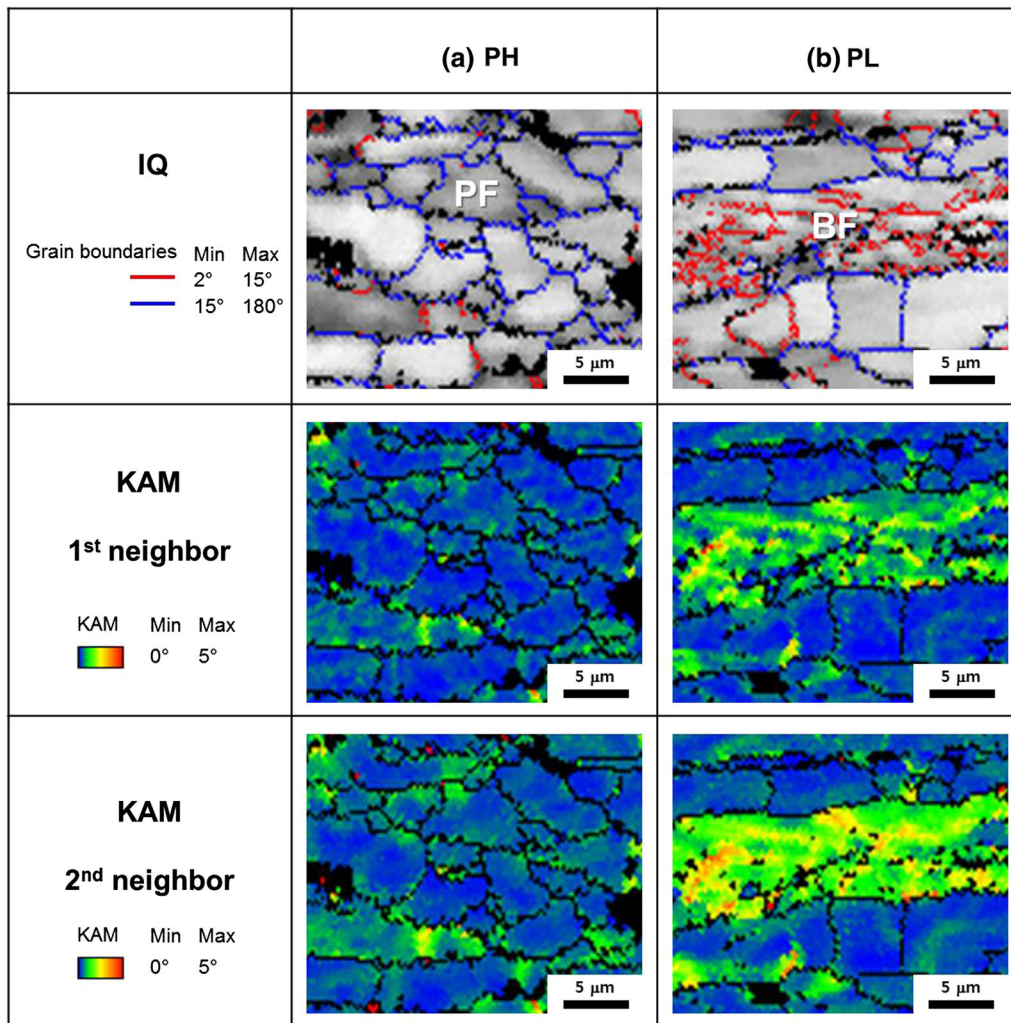 (a) PH
(b) PL
IQ
Grain boundaries Min Max
2° 15°
15° 180°
PF
5 μm
BF
5 μm
KAM
1st neighbor
KAM Min Max
0° 5°
5 μm
5 μm
KAM
2nd neighbor
KAM Min Max
0° 5°
5 μm
5 μm